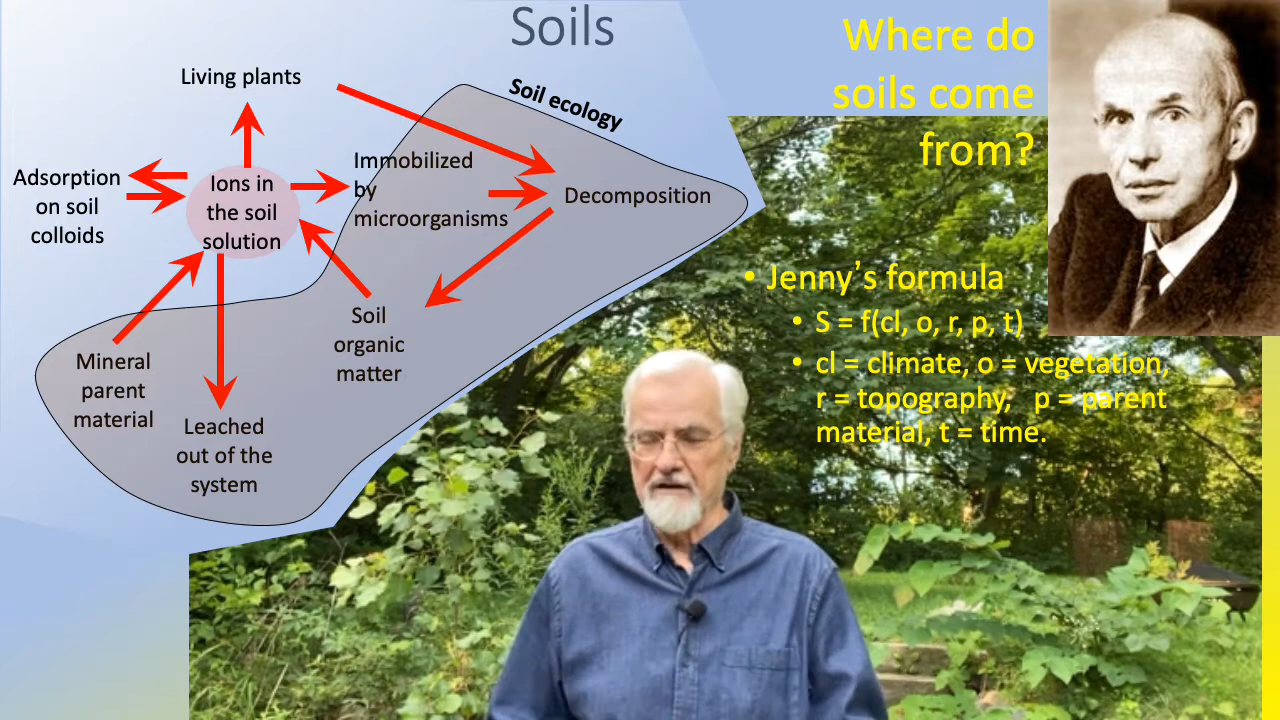 Soils
Where do
soils come
from?
Living plants
Soil ecology
Adsorption
on soil
colloids
Ions in
the soil
solution
Immobilized
by
microorganisms
Decomposition
Mineral
parent
material
Leached
out of the
system
Soil
organic
matter
• Jenny’s formula
• S = f(cl, o, r, p, t)
• cl = climate, o = vegetation,
r = topography, p = parent
material, t = time.